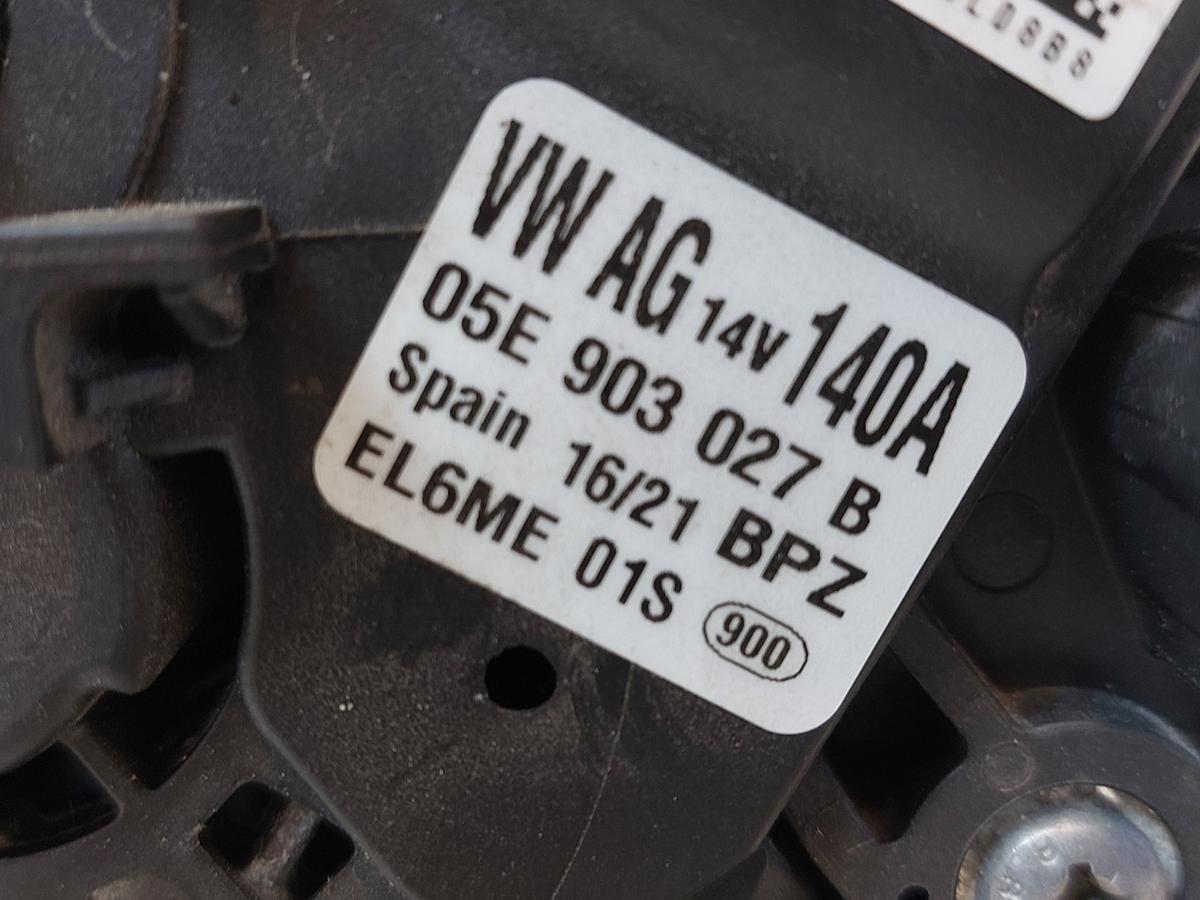 VW AG 14V 140A
05E 903 027 B
Spain 16/21 BPZ
EL6ME 01S 900